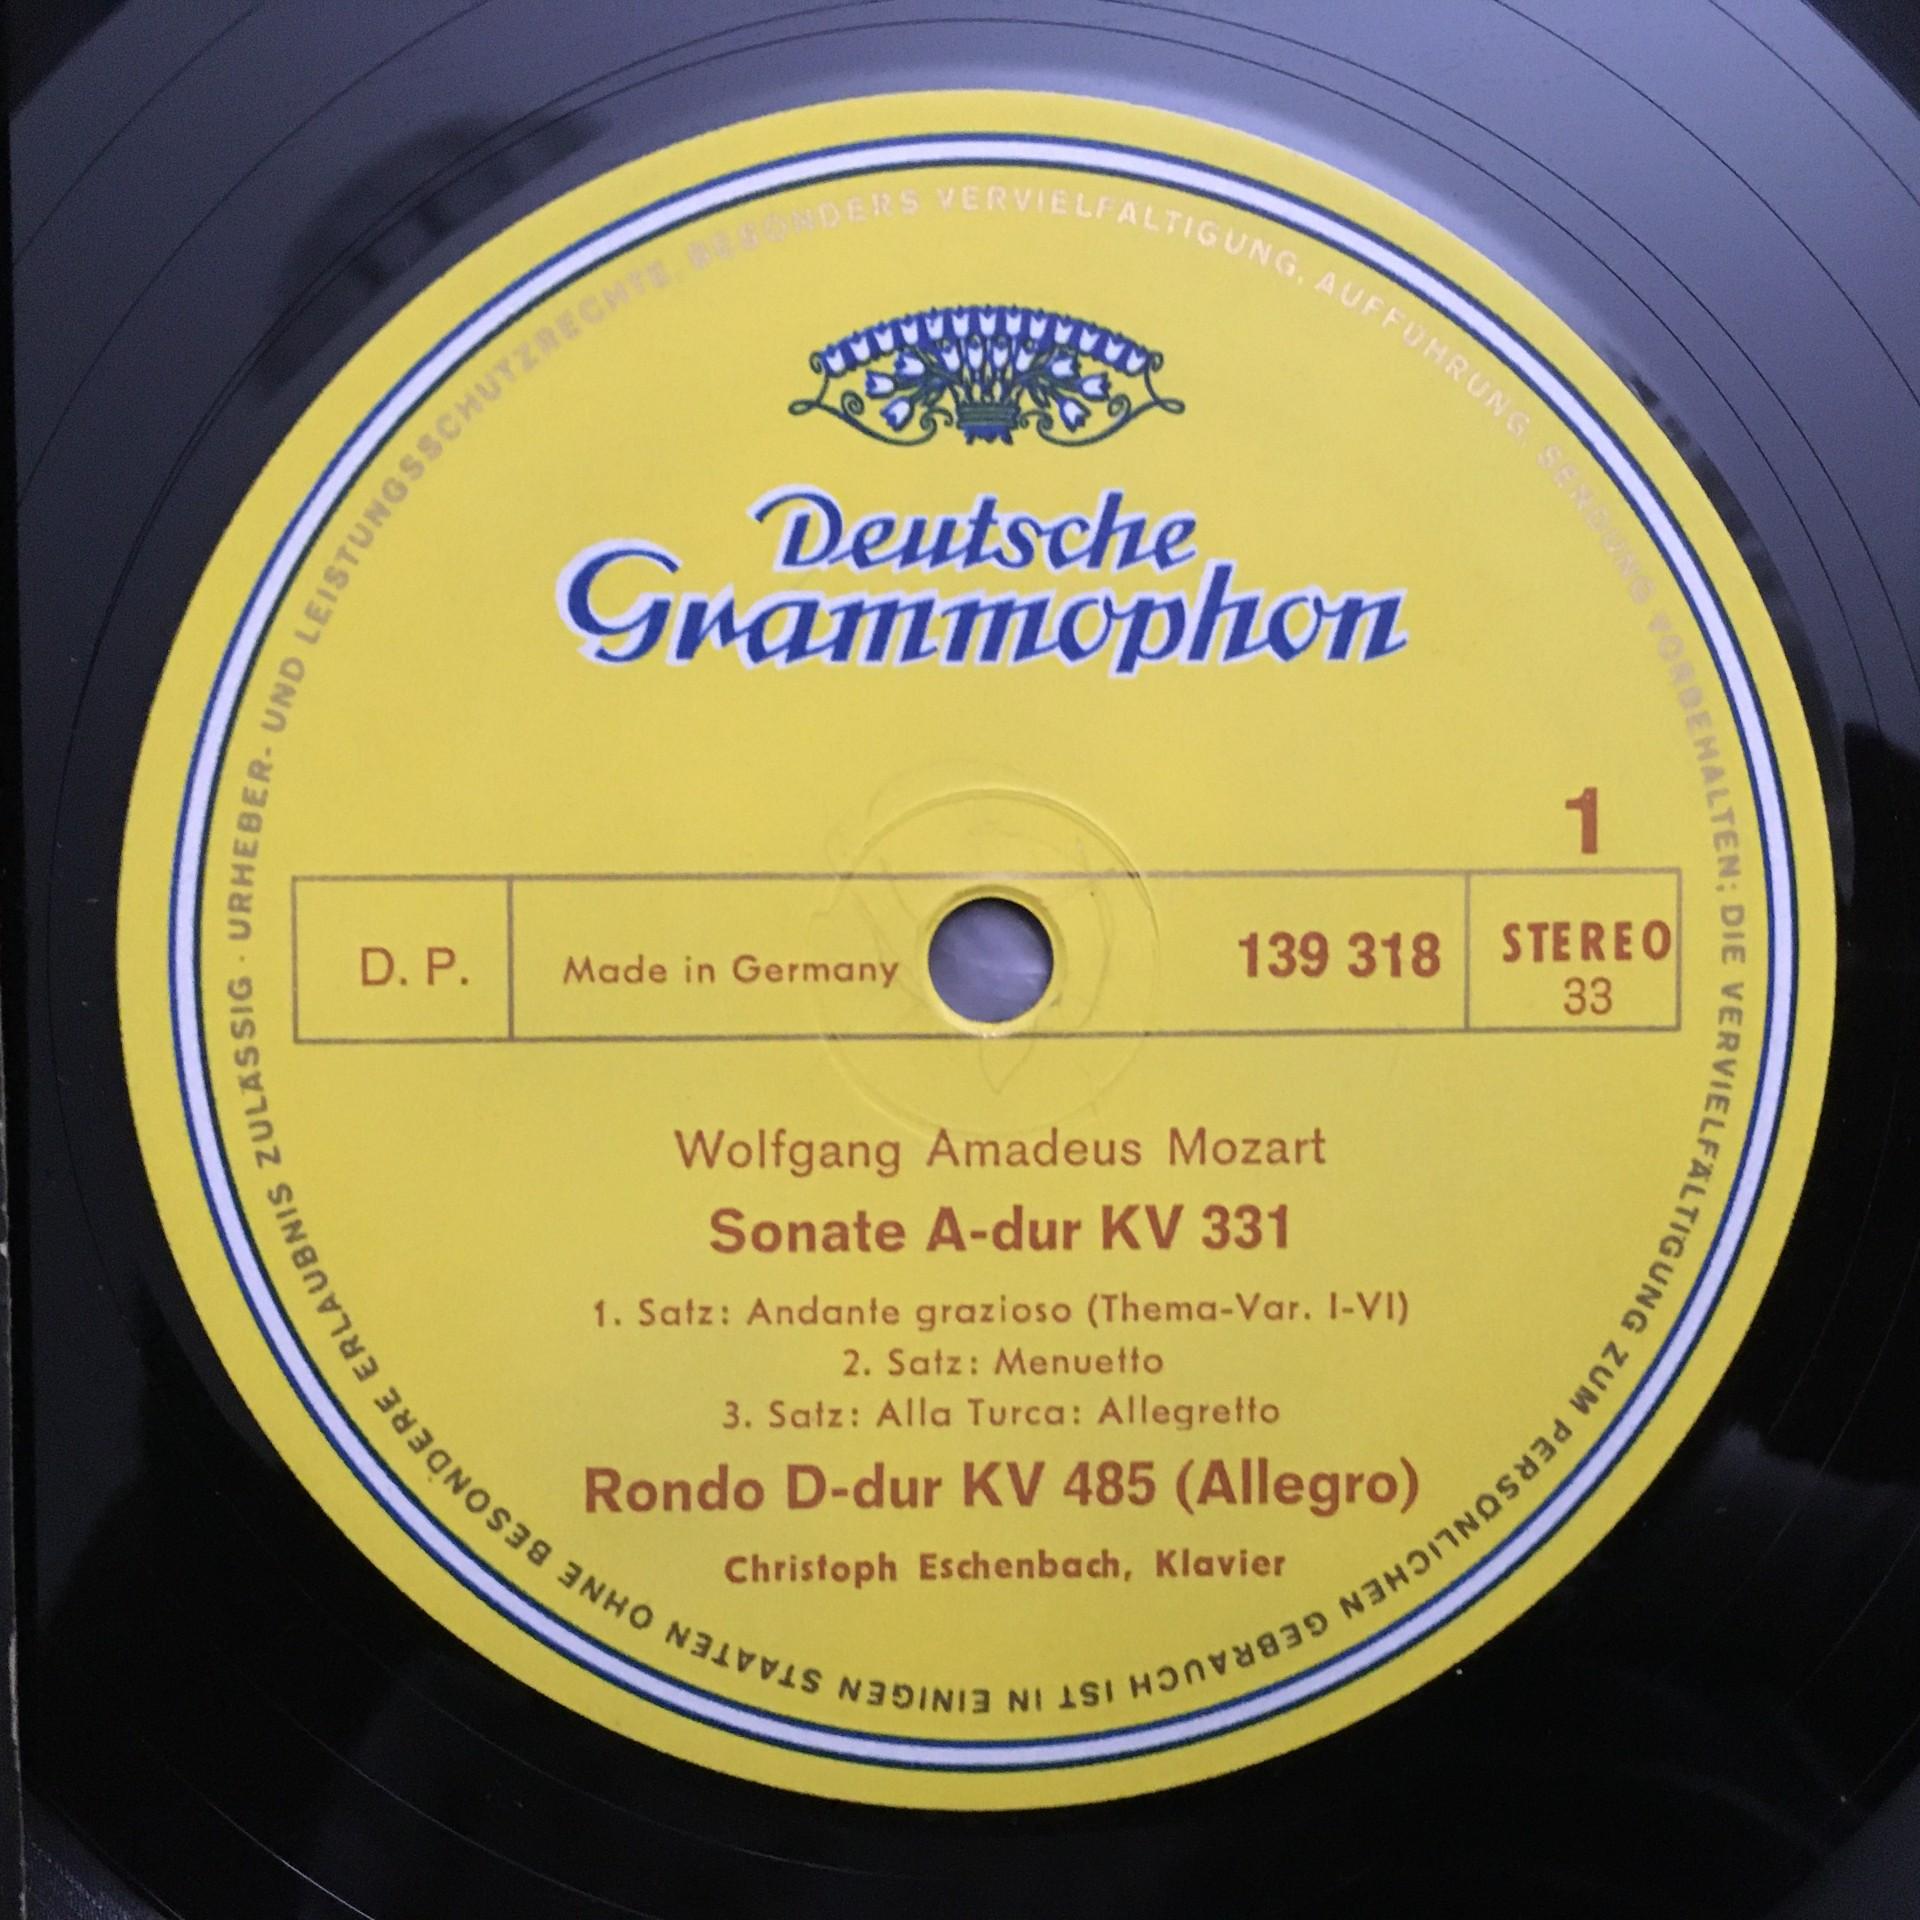 Deutsche
Grammophon
1
D. P.
Made in Germany
139 318
STEREO
33
Wolfgang Amadeus Mozart
Sonate A-dur KV 331
1. Satz: Andante grazioso (Thema-Var. I-VI)
2. Satz: Menuetto
3. Satz: Alla Turca: Allegretto
Rondo D-dur KV 485 (Allegro)
Christoph Eschenbach, Klavier
URHEBER- UND LEISTUNGSSCHUTZRECHTE, BESONDERS VERVIELFÄLTIGUNG, AUFFÜHRUNG, SENDUNG VORBEHALTEN; DIE VERVIELFÄLTIGUNG ZUM PERSÖNLICHEN GEBRAUCH IST IN EINIGEN STAATEN OHNE BESONDERE ERLAUBNIS ZULÄSSIG ·